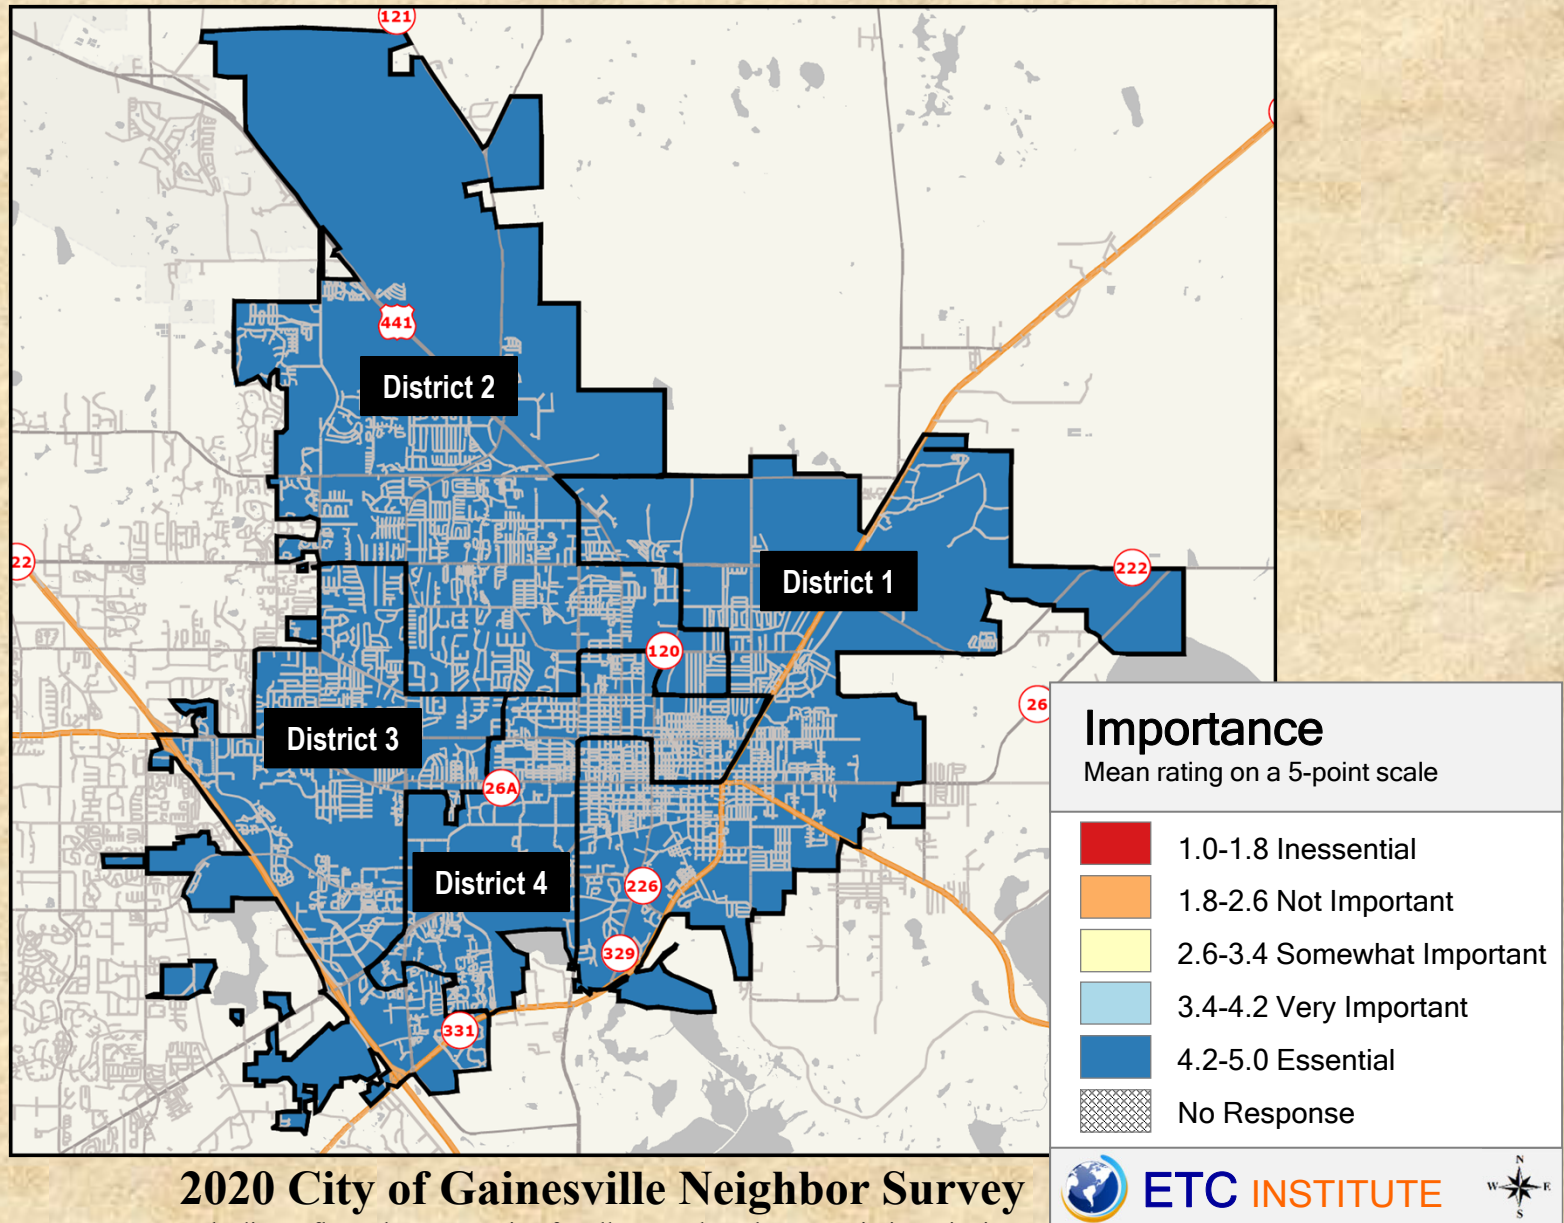 121
441
District 2
22
District 1
222
120
26
District 3
26A
District 4
226
329
331
Importance
Mean rating on a 5-point scale
1.0-1.8 Inessential
1.8-2.6 Not Important
2.6-3.4 Somewhat Important
3.4-4.2 Very Important
4.2-5.0 Essential
No Response
2020 City of Gainesville Neighbor Survey
ETC INSTITUTE
N
W E
S